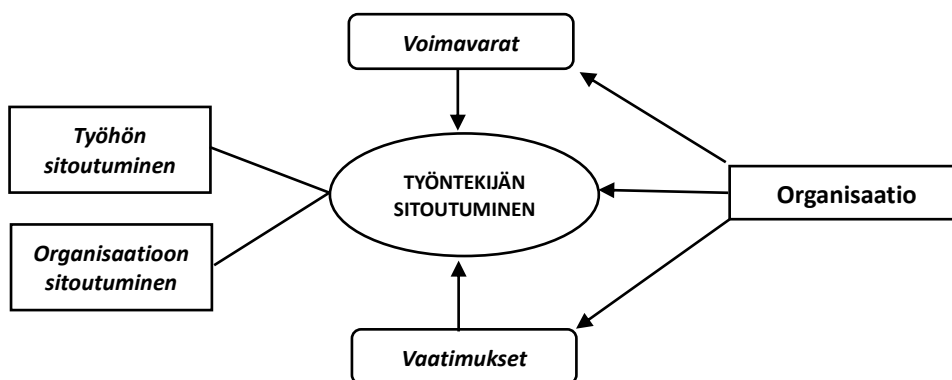 Voimavarat
Työhön
sitoutuminen
TYÖNTEKIJÄN
SITOUTUMINEN
Organisaatio
Organisaatioon
sitoutuminen
Vaatimukset